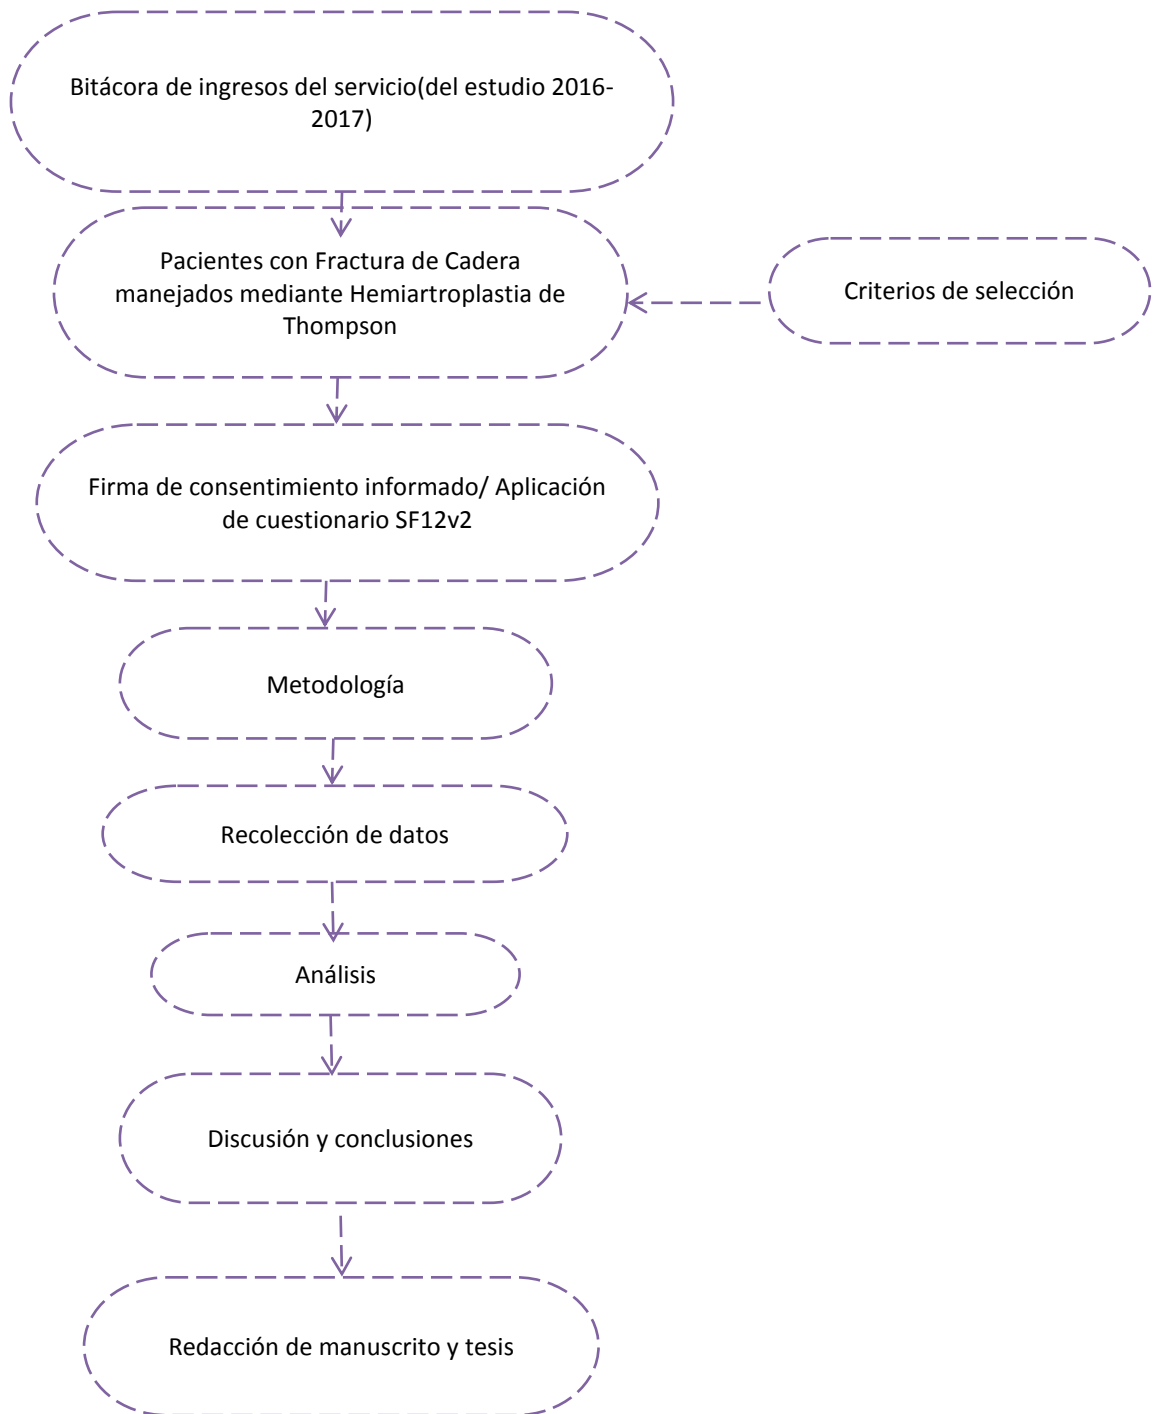 Bitácora de ingresos del servicio(del estudio 2016-
2017)
Pacientes con Fractura de Cadera
manejados mediante Hemiartroplastia de
Thompson
Criterios de selección
Firma de consentimiento informado/ Aplicación
de cuestionario SF12v2
Metodología
Recolección de datos
Análisis
Discusión y conclusiones
Redacción de manuscrito y tesis